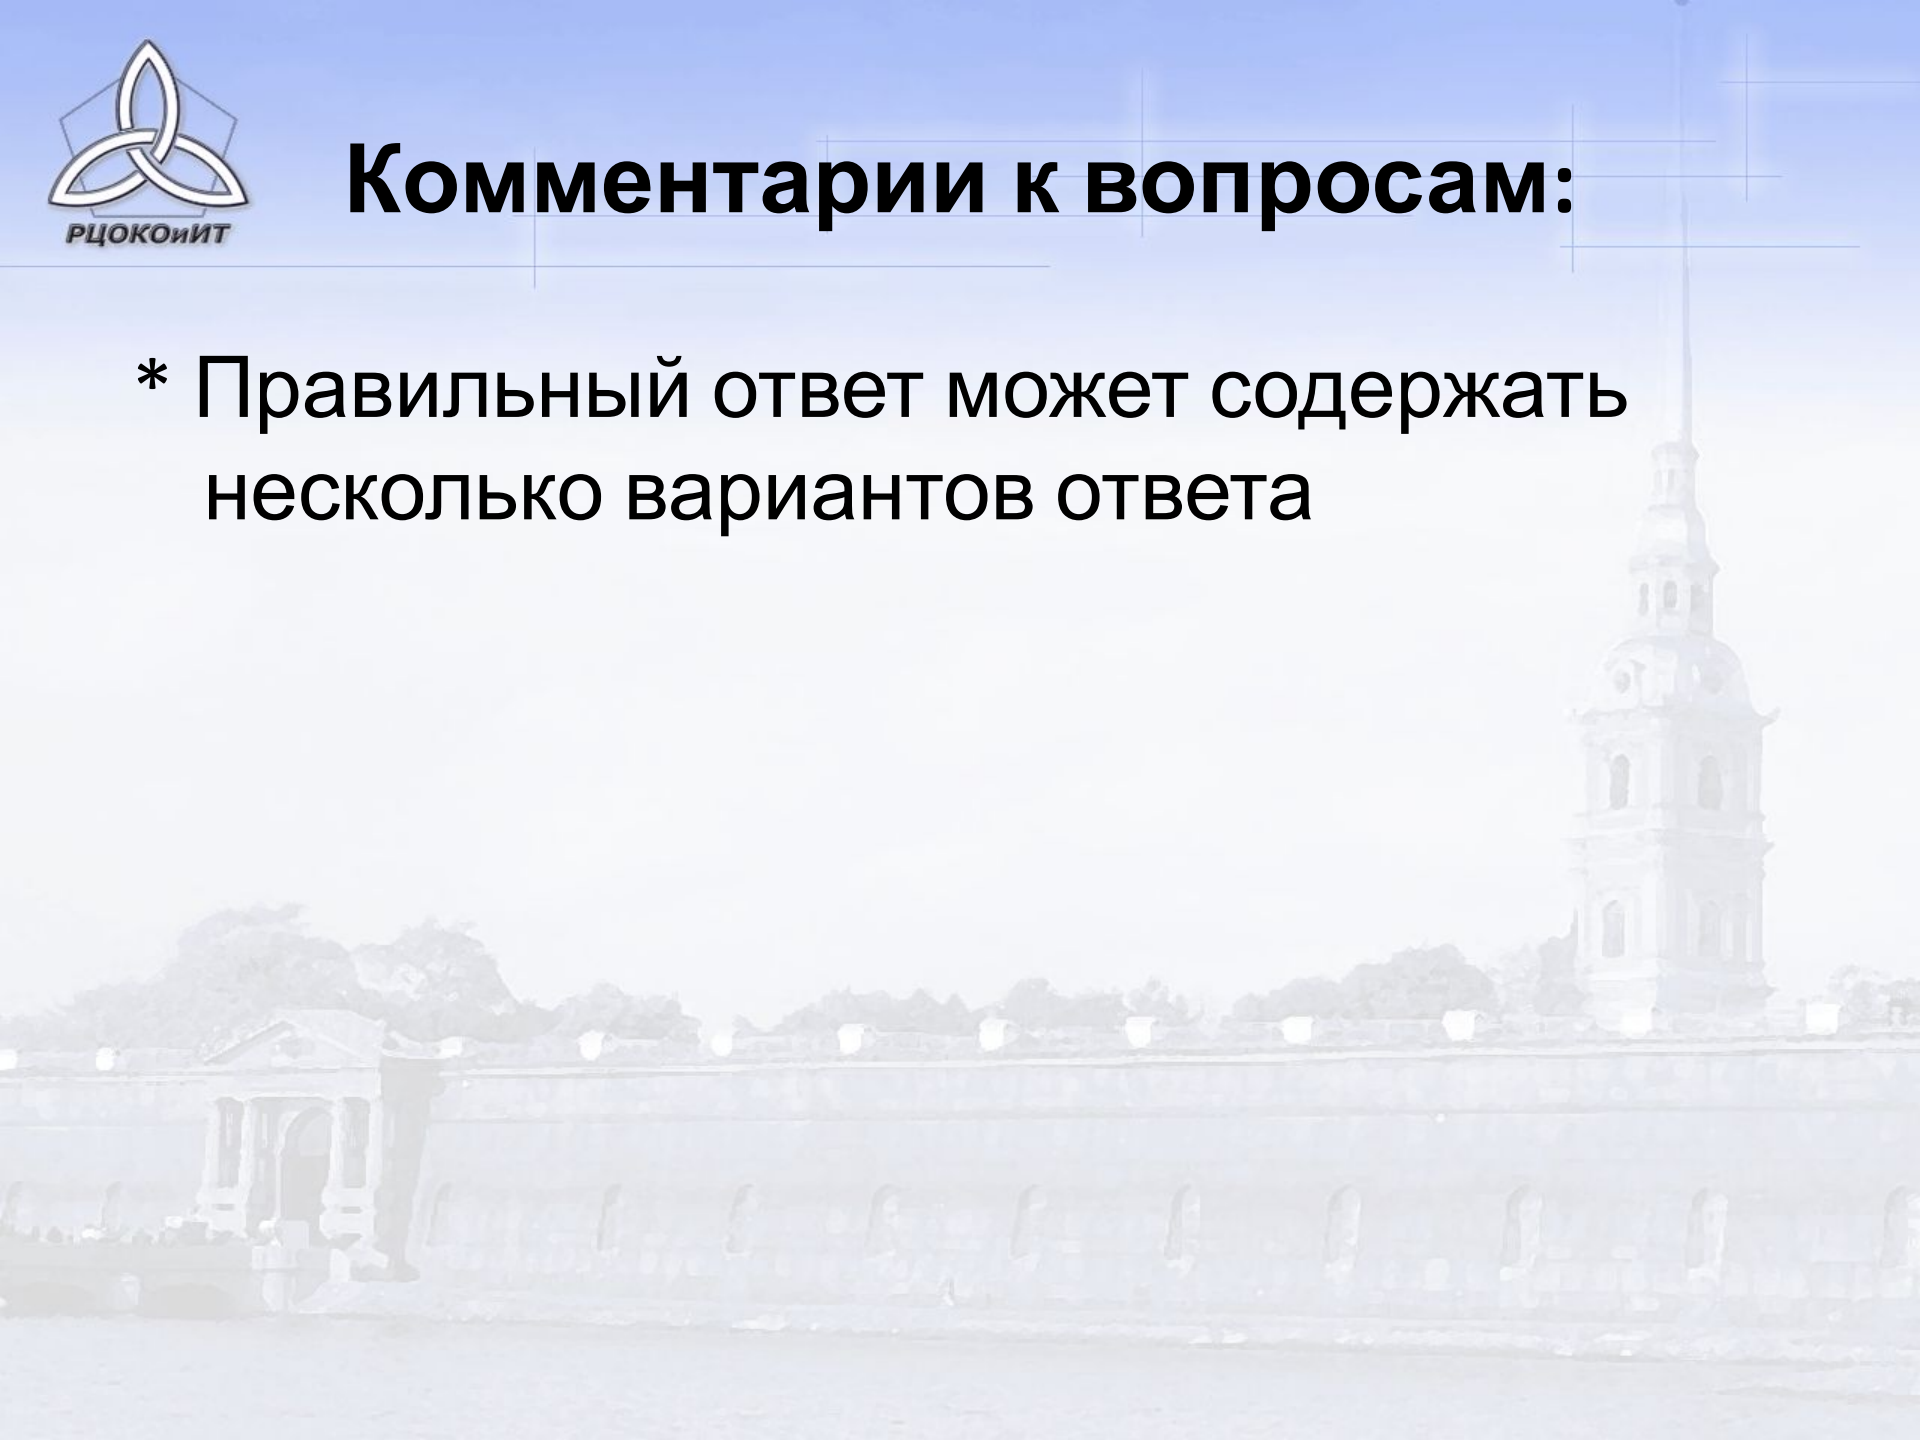 РЦОКОиИТ
Комментарии к вопросам:
* Правильный ответ может содержать
несколько вариантов ответа